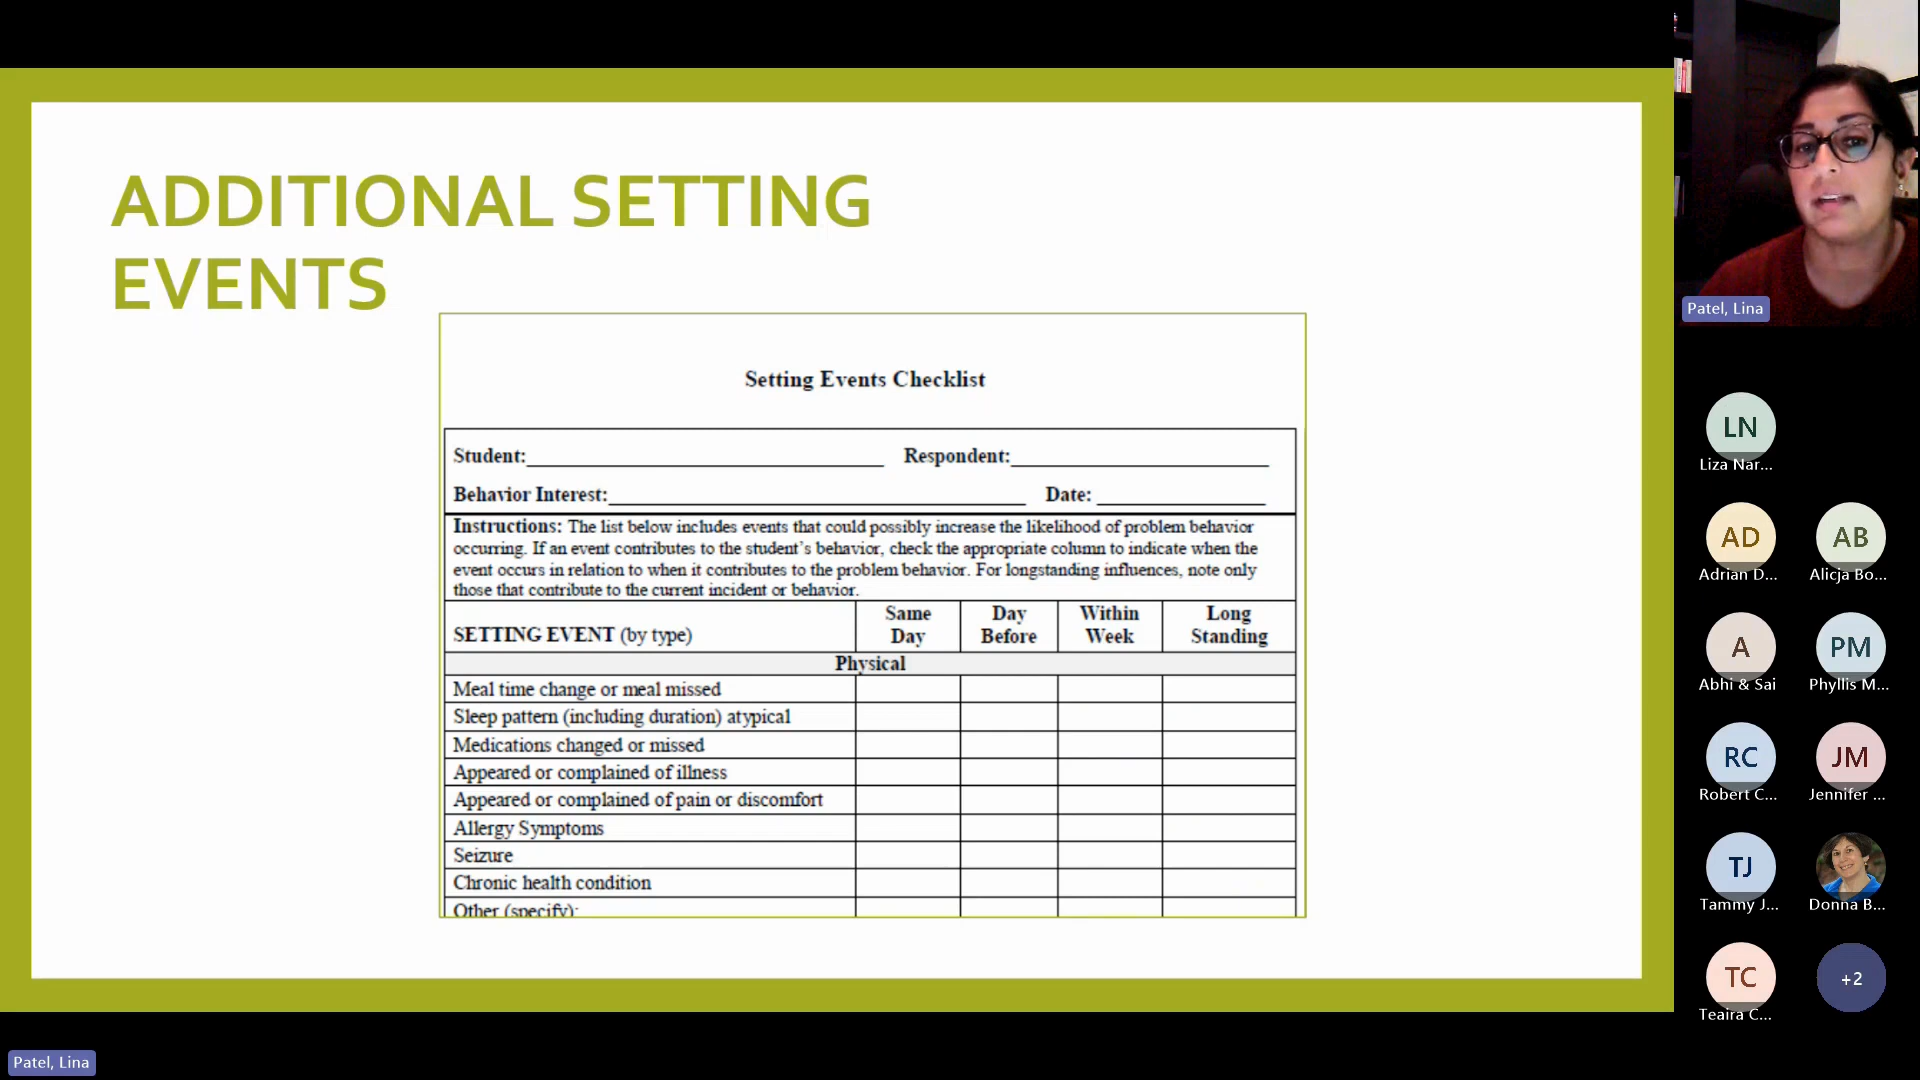 ADDITIONAL SETTING
EVENTS
Setting Events Checklist
Student: Respondent:
Behavior Interest: Date:
Instructions: The list below includes events that could possibly increase the likelihood of problem behavior
occurring. If an event contributes to the student's behavior, check the appropriate column to indicate when the
event occurs in relation to when it contributes to the problem behavior. For longstanding influences, note only
those that contribute to the current incident or behavior.
SETTING EVENT (by type) Same Day Day Before Within Week Long Standing
Physical
Meal time change or meal missed
Sleep pattern (including duration) atypical
Medications changed or missed
Appeared or complained of illness
Appeared or complained of pain or discomfort
Allergy Symptoms
Seizure
Chronic health condition
Other (specify):
Patel, Lina
Patel, Lina
LN
Liza Nar...
AD AB
Adrian D... Alicja Bo...
A PM
Abhi & Sai Phyllis M...
RC JM
Robert C... Jennifer ...
TJ
Tammy J... Donna B...
TC +2
Teaira C...